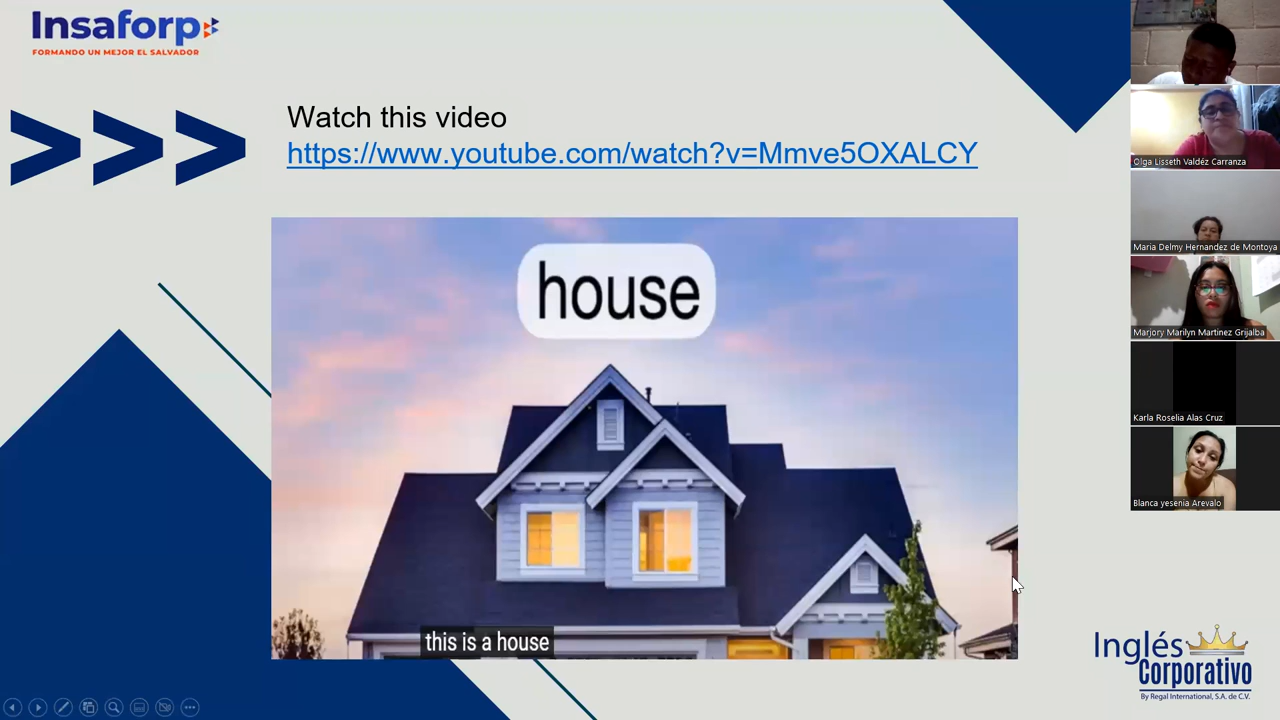 Insaforp
FORMANDO UN MEJOR EL SALVADOR
>>>
Watch this video
https://www.youtube.com/watch?v=Mmve5OXALCY
house
this is a house
Olga Lisseth Valdéz Carranza
Maria Delmy Hernandez de Montoya
Marjory Marilyn Martinez Grijalba
Karla Roselia Alas Cruz
Blanca yesenia Arevalo
Inglés
Corporativo
By Regal International, S.A. de C.V.